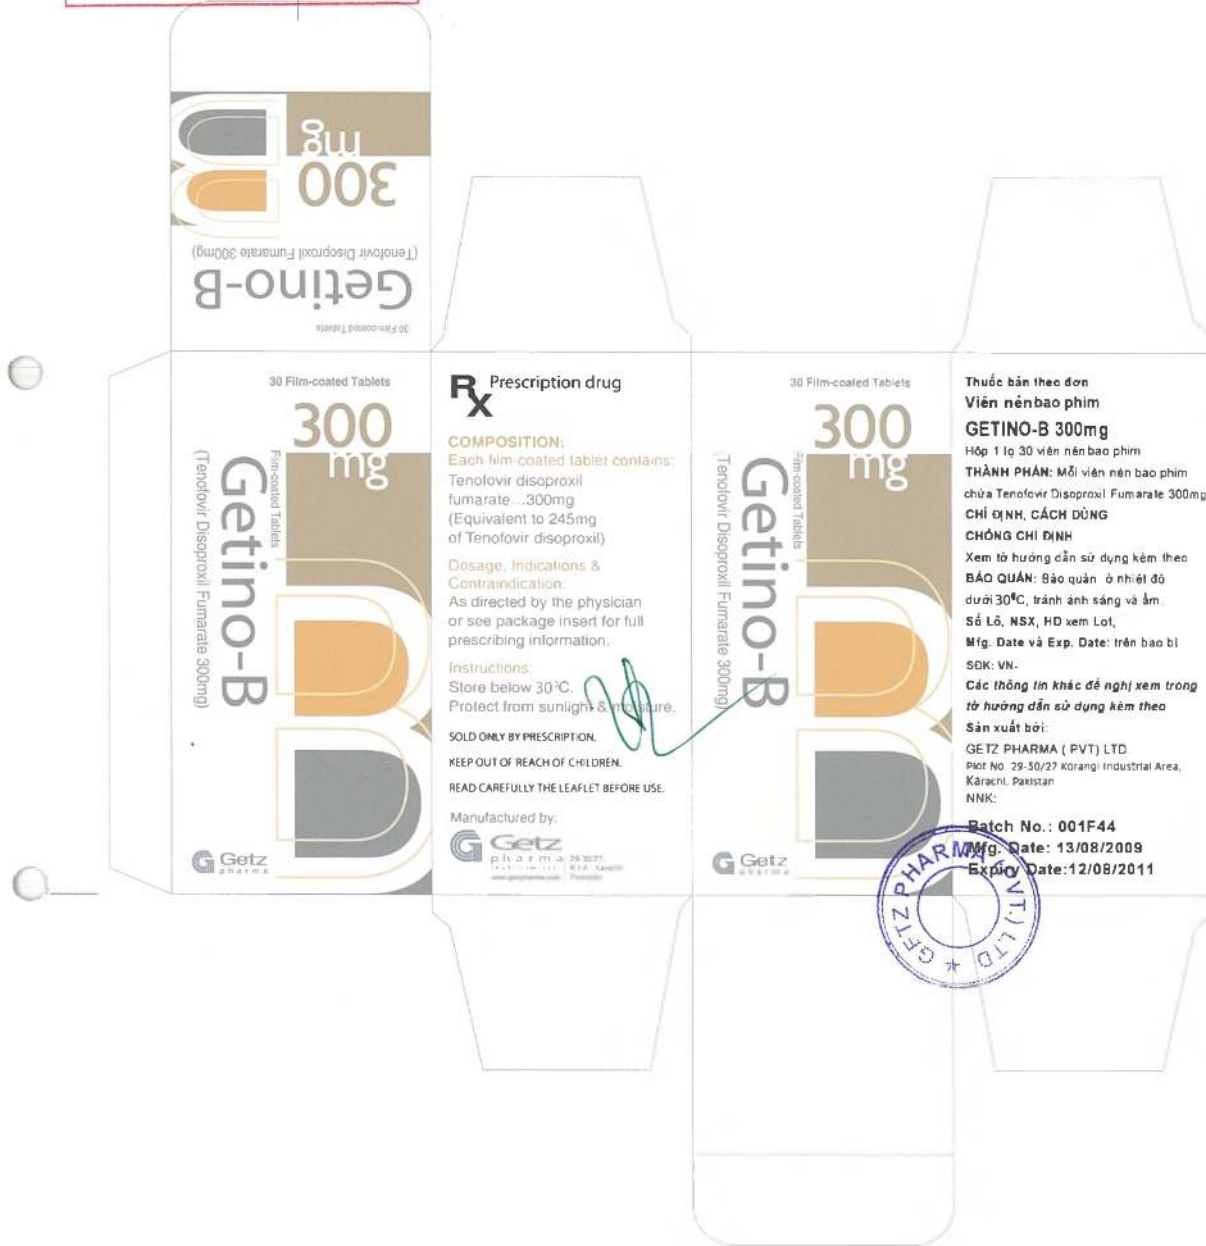 300
mg
(Tenofovir Disoproxil Fumarate 300mg)
Getino-B
30 Film-coated Tablets
30 Film-coated Tablets
300
mg
Film-coated Tablets
Getino-B
(Tenofovir Disoproxil Fumarate 300mg)
Getz
pharma
Rx Prescription drug
COMPOSITION:
Each film-coated tablet contains:
Tenofovir disoproxil
fumarate...300mg
(Equivalent to 245mg
of Tenofovir disoproxil)
Dosage, Indications &
Contraindication:
As directed by the physician
or see package insert for full
prescribing information.
Instructions:
Store below 30°C.
Protect from sunlight & moisture.
SOLD ONLY BY PRESCRIPTION.
KEEP OUT OF REACH OF CHILDREN.
READ CAREFULLY THE LEAFLET BEFORE USE.
Manufactured by:
Getz
pharma 29-30/27,
30 Film-coated Tablets
300
mg
Film-coated Tablets
Getino-B
(Tenofovir Disoproxil Fumarate 300mg)
Getz
pharma
Thuốc bán theo đơn
Viên nénbao phim
GETINO-B 300mg
Hộp 1 lọ 30 viên nénbao phim
THÀNH PHẦN: Mỗi viên nén bao phim
chứa Tenofovir Disoproxil Fumarate 300mg
CHỈ ĐỊNH, CÁCH DÙNG
CHỐNG CHỈ ĐỊNH
Xem tờ hướng dẫn sử dụng kèm theo
BẢO QUẢN: Bảo quản ở nhiệt độ
dưới 30°C, tránh ánh sáng và ẩm.
Số Lô, NSX, HD xem Lot,
Mfg. Date và Exp. Date: trên bao bì
SĐK: VN-
Các thông tin khác đề nghị xem trong
tờ hướng dẫn sử dụng kèm theo
Sản xuất bởi:
GETZ PHARMA ( PVT) LTD
Plot No. 29-30/27 Korangi Industrial Area,
Karachi, Pakistan
NNK:
Batch No.: 001F44
Mfg. Date: 13/08/2009
Expiry Date:12/08/2011
GETZ PHARMA (PVT.) LTD